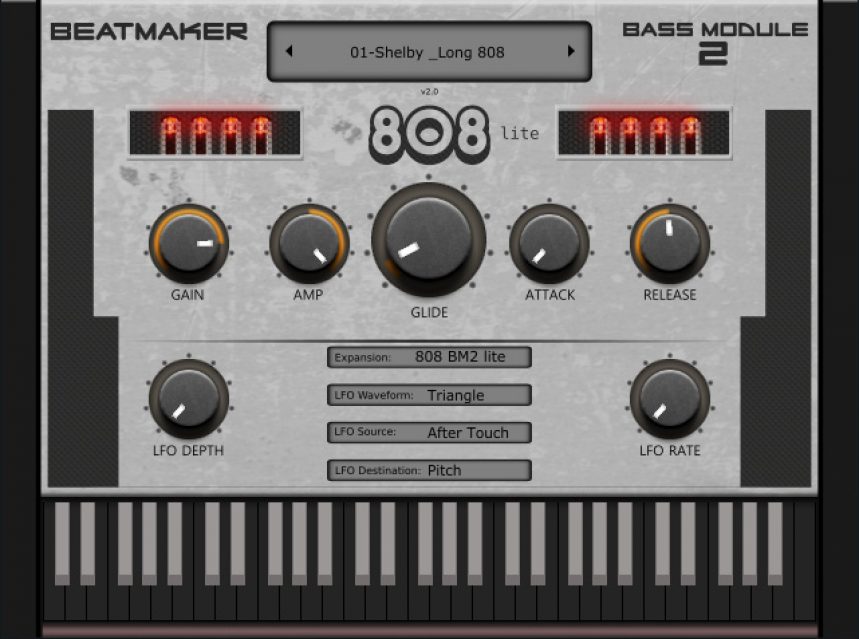 BEATMAKER
01-Shelby _Long 808
BASS MODULE
2
v2.0
808 lite
GAIN
AMP
GLIDE
ATTACK
RELEASE
Expansion: 808 BM2 lite
LFO Waveform: Triangle
LFO Source: After Touch
LFO Destination: Pitch
LFO DEPTH
LFO RATE